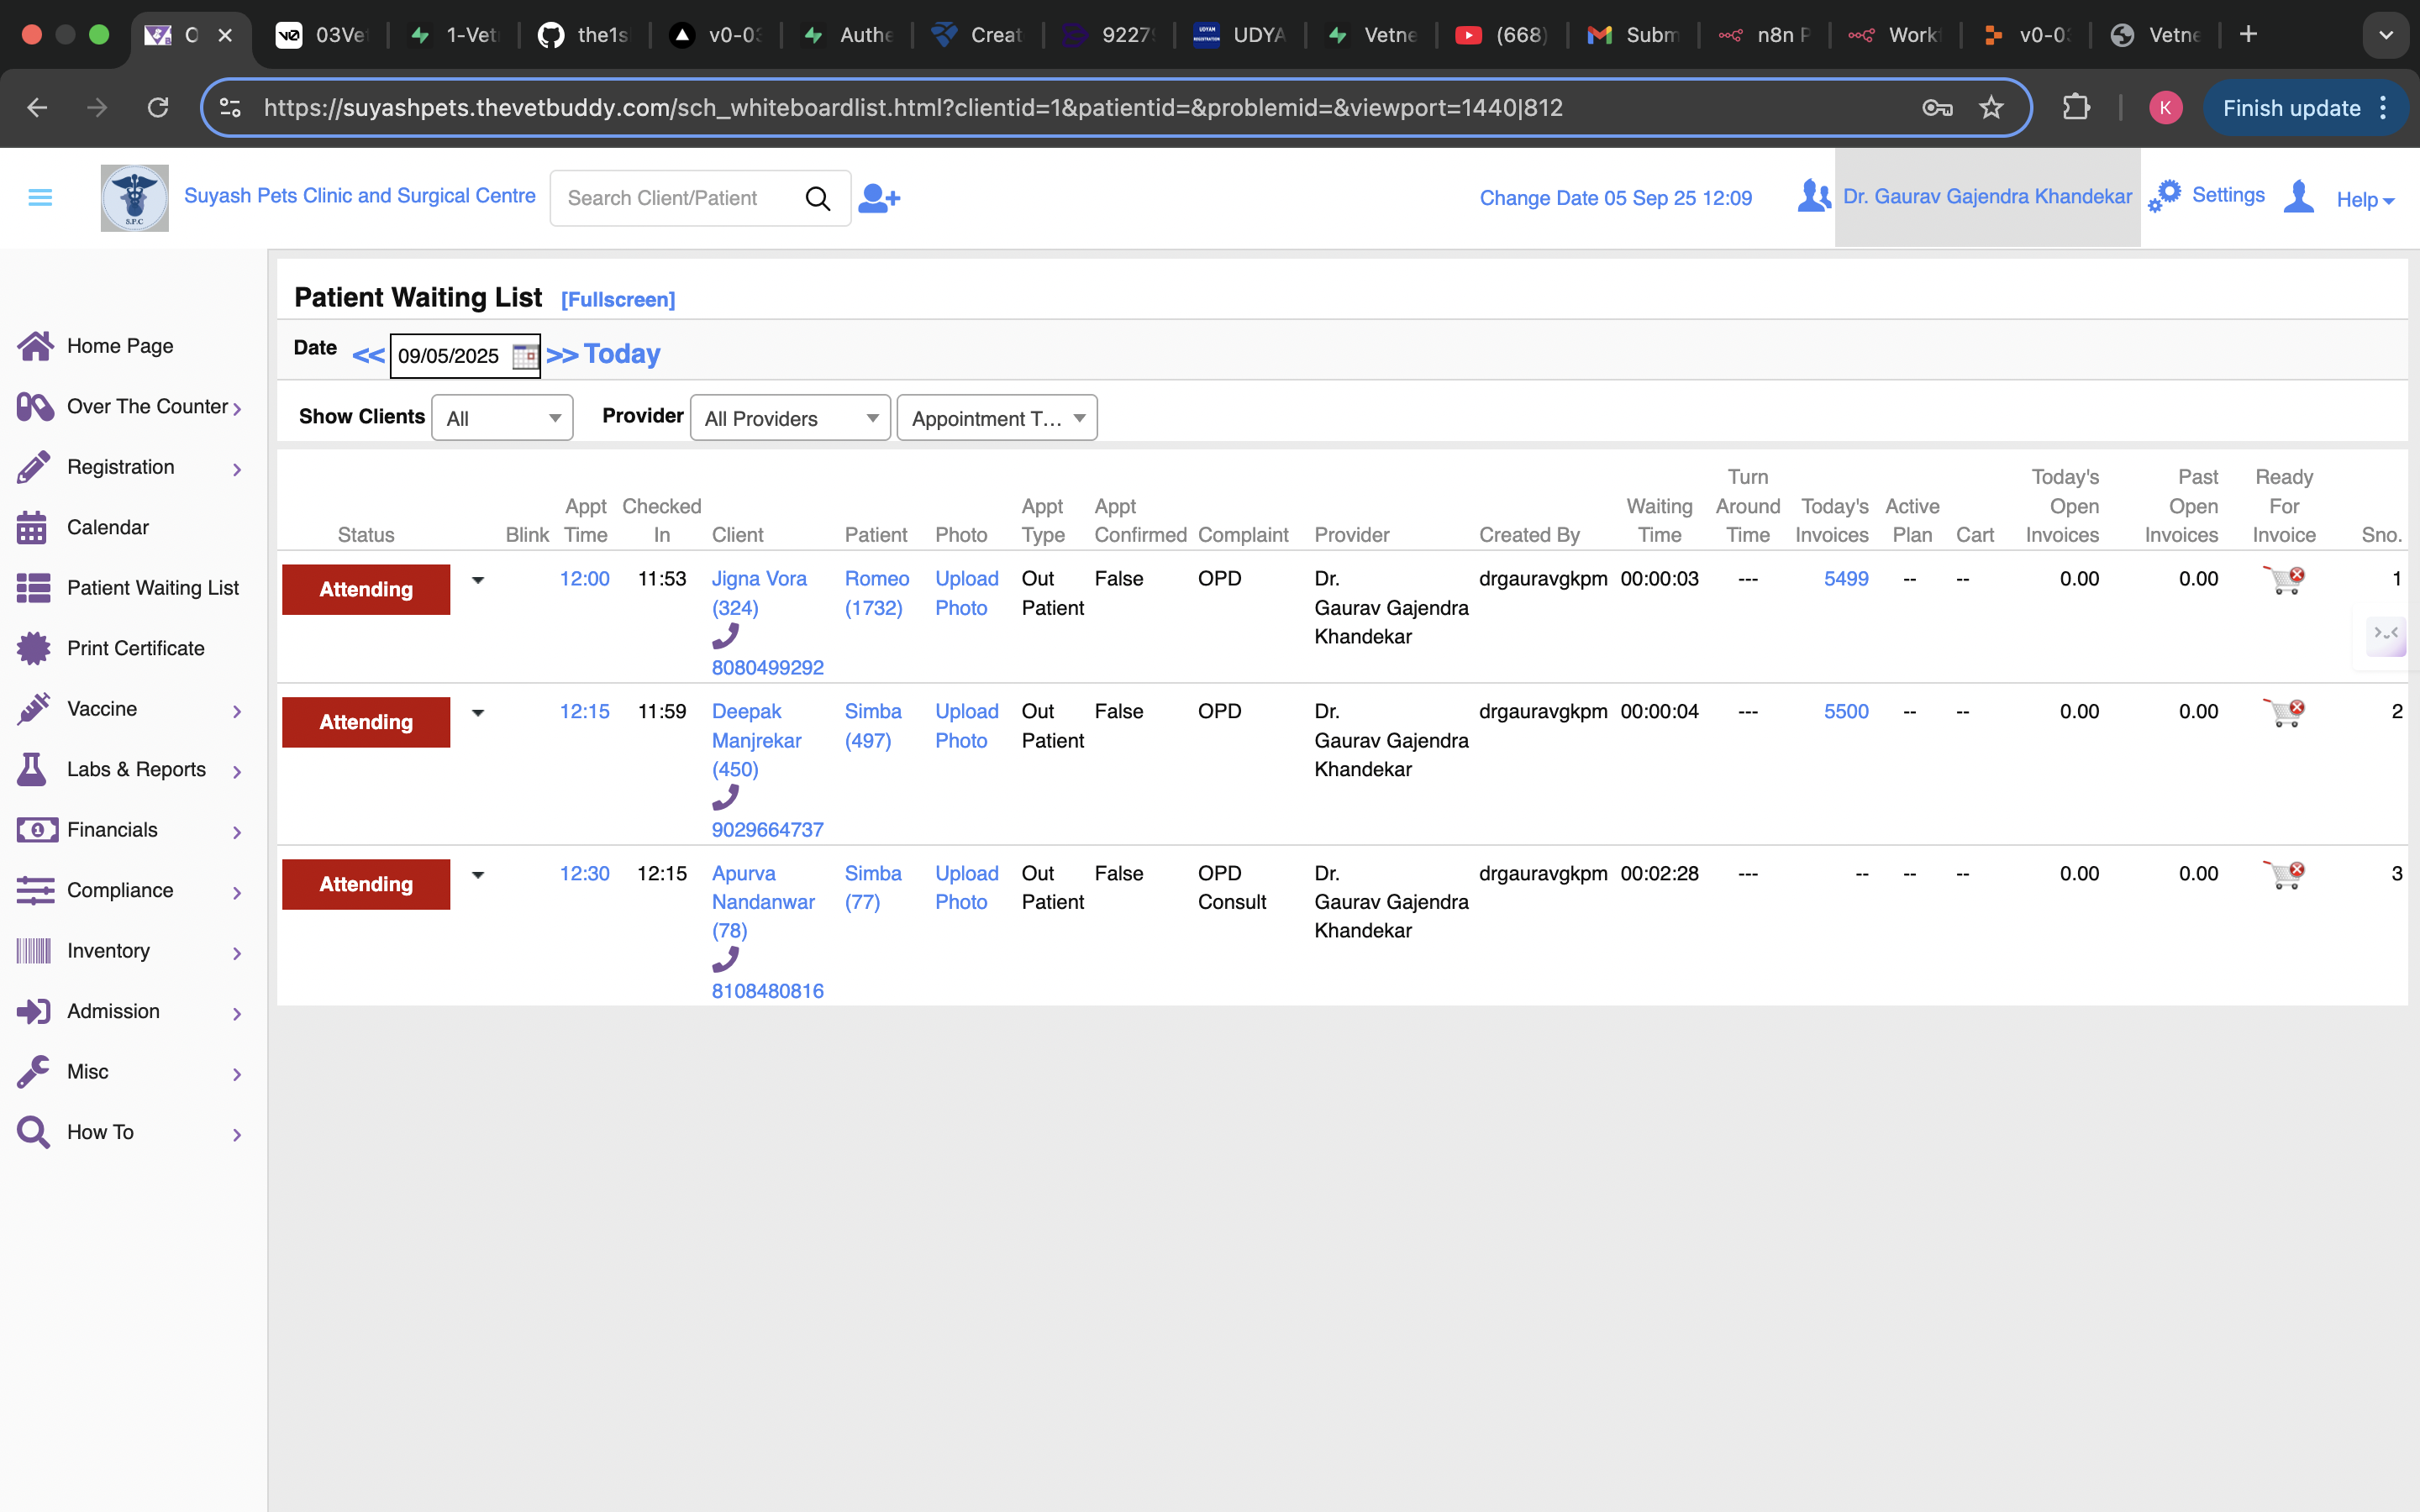 O
03Vet
1-Vet
the1s
v0-03
Authe
Creat
92279
UDYA
Vetne
(668)
Subm
n8n P
Work
v0-03
Vetne
https://suyashpets.thevetbuddy.com/sch_whiteboardlist.html?clientid=1&patientid=&problemid=&viewport=1440|812
K
Finish update
S.P.C
Suyash Pets Clinic and Surgical Centre
Search Client/Patient
Change Date 05 Sep 25 12:09
Dr. Gaurav Gajendra Khandekar
Settings
Help
Home Page
Over The Counter
Registration
Calendar
Patient Waiting List
Print Certificate
Vaccine
Labs & Reports
Financials
Compliance
Inventory
Admission
Misc
How To
Patient Waiting List [Fullscreen]
Date << 09/05/2025 >> Today
Show Clients All Provider All Providers Appointment T...
Status Blink Appt Time Checked In Client Patient Photo Appt Type Appt Confirmed Complaint Provider Created By Waiting Time Turn Around Time Today's Invoices Active Plan Cart Today's Open Invoices Past Open Invoices Ready For Invoice Sno.
Attending 12:00 11:53 Jigna Vora Romeo Upload Out False OPD Dr. drgauravgkpm 00:00:03 --- 5499 -- -- 0.00 0.00 1
(324) (1732) Photo Patient Gaurav Gajendra
Khandekar
8080499292
Attending 12:15 11:59 Deepak Simba Upload Out False OPD Dr. drgauravgkpm 00:00:04 --- 5500 -- -- 0.00 0.00 2
Manjrekar (497) Photo Patient Gaurav Gajendra
(450) Khandekar
9029664737
Attending 12:30 12:15 Apurva Simba Upload Out False OPD Dr. drgauravgkpm 00:02:28 --- -- -- -- 0.00 0.00 3
Nandanwar (77) Photo Patient Consult Gaurav Gajendra
(78) Khandekar
8108480816